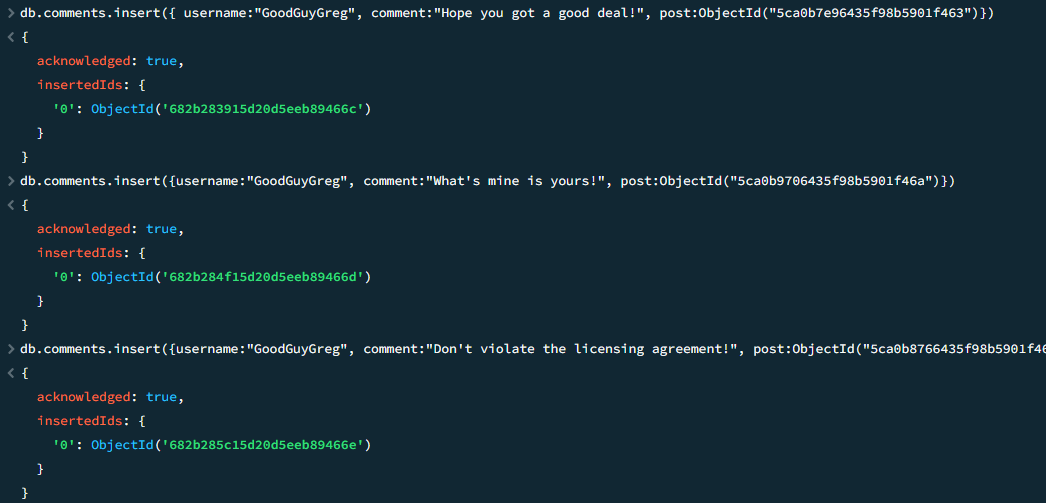 > db.comments.insert({ username:"GoodGuyGreg", comment:"Hope you got a good deal!", post:ObjectId("5ca0b7e96435f98b5901f463")})
< {
acknowledged: true,
insertedIds: {
'0': ObjectId('682b283915d20d5eeb89466c')
}
}
> db.comments.insert({username:"GoodGuyGreg", comment:"What's mine is yours!", post:ObjectId("5ca0b9706435f98b5901f46a")})
< {
acknowledged: true,
insertedIds: {
'0': ObjectId('682b284f15d20d5eeb89466d')
}
}
> db.comments.insert({username:"GoodGuyGreg", comment:"Don't violate the licensing agreement!", post:ObjectId("5ca0b8766435f98b5901f46
< {
acknowledged: true,
insertedIds: {
'0': ObjectId('682b285c15d20d5eeb89466e')
}
}